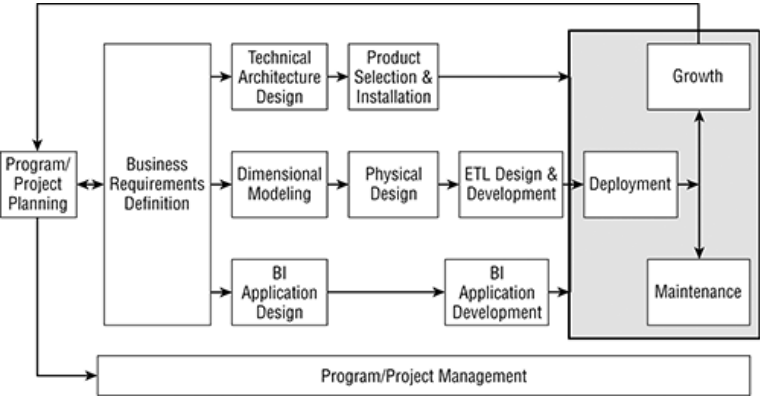 Technical
Architecture
Design
Product
Selection &
Installation
Growth
Program/
Project
Planning
Business
Requirements
Definition
Dimensional
Modeling
Physical
Design
ETL Design &
Development
Deployment
BI
Application
Design
BI
Application
Development
Maintenance
Program/Project Management